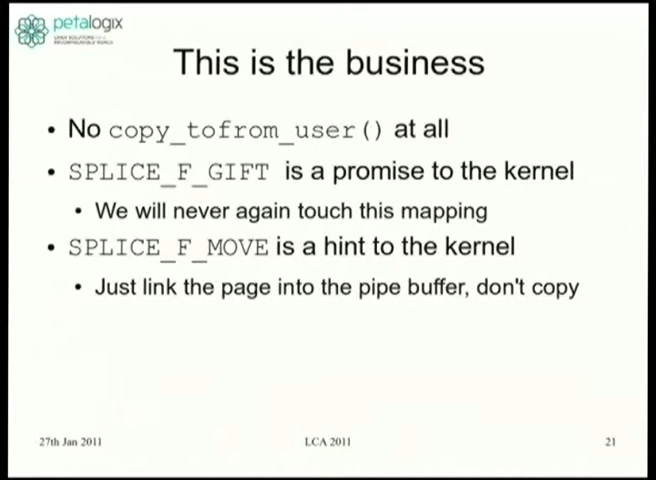 petalogix
This is the business
• No copy_tofrom_user() at all
• SPLICE_F_GIFT is a promise to the kernel
• We will never again touch this mapping
• SPLICE_F_MOVE is a hint to the kernel
• Just link the page into the pipe buffer, don't copy
27th Jan 2011
LCA 2011
21